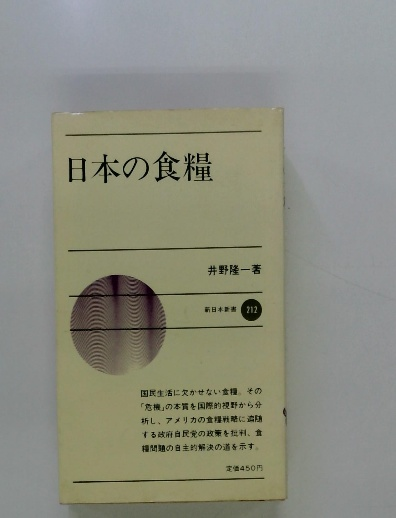 日本の食糧
井野隆一著
新日本新書 212
国民生活に欠かせない食糧。その
「危機」の本質を国際的視野から分
析し、アメリカの食糧戦略に追随
する政府自民党の政策を批判、食
糧問題の自主的解決の道を示す。
定価450円